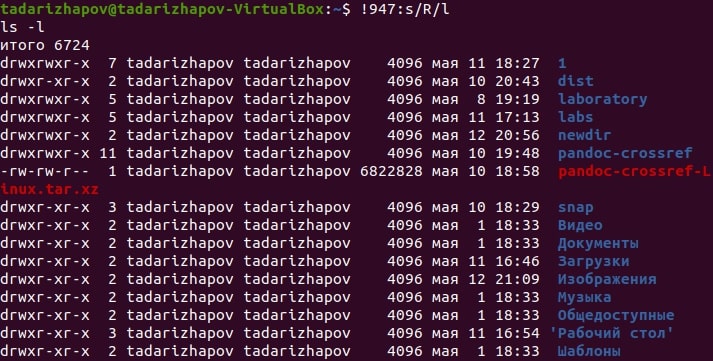 tadarizhapov@tadarizhapov-VirtualBox:~$ !947:s/R/l
ls -l
итого 6724
drwxrwxr-x  7 tadarizhapov tadarizhapov    4096 мая 11 18:27  1
drwxrwxr-x  2 tadarizhapov tadarizhapov    4096 мая 10 20:43  dist
drwxrwxr-x  5 tadarizhapov tadarizhapov    4096 мая  8 19:19  laboratory
drwxrwxr-x  5 tadarizhapov tadarizhapov    4096 мая 11 17:13  labs
drwxrwxr-x  2 tadarizhapov tadarizhapov    4096 мая 12 20:56  newdir
drwxrwxr-x 11 tadarizhapov tadarizhapov    4096 мая 10 19:48  pandoc-crossref
-rw-rw-r--  1 tadarizhapov tadarizhapov 6822828 мая 10 18:58  pandoc-crossref-L
inux.tar.xz
drwxr-xr-x  3 tadarizhapov tadarizhapov    4096 мая 10 18:29  snap
drwxr-xr-x  2 tadarizhapov tadarizhapov    4096 мая  1 18:33  Видео
drwxr-xr-x  2 tadarizhapov tadarizhapov    4096 мая  1 18:33  Документы
drwxr-xr-x  2 tadarizhapov tadarizhapov    4096 мая 11 16:46  Загрузки
drwxr-xr-x  2 tadarizhapov tadarizhapov    4096 мая 12 21:09  Изображения
drwxr-xr-x  2 tadarizhapov tadarizhapov    4096 мая  1 18:33  Музыка
drwxr-xr-x  2 tadarizhapov tadarizhapov    4096 мая  1 18:33  Общедоступные
drwxr-xr-x  3 tadarizhapov tadarizhapov    4096 мая 11 16:54 'Рабочий стол'
drwxr-xr-x  2 tadarizhapov tadarizhapov    4096 мая  1 18:33  Шаблоны